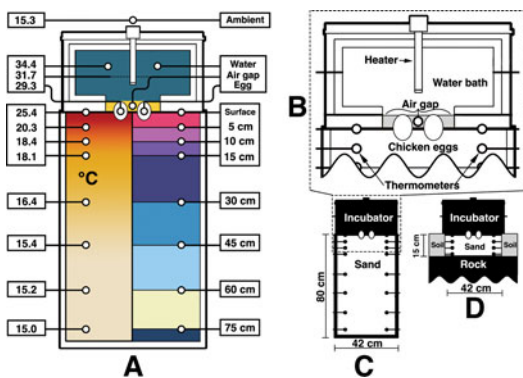 15.3
Ambient
34.4
31.7
29.3
Water
Air gap
Egg
25.4
20.3
18.4
18.1
Surface
5 cm
10 cm
15 cm
°C
16.4
30 cm
15.4
45 cm
15.2
60 cm
15.0
75 cm
A
B
Heater
Water bath
Air gap
Chicken eggs
Thermometers
Incubator
Sand
80 cm
42 cm
C
Incubator
Soil
Sand
Soil
15 cm
Rock
42 cm
D